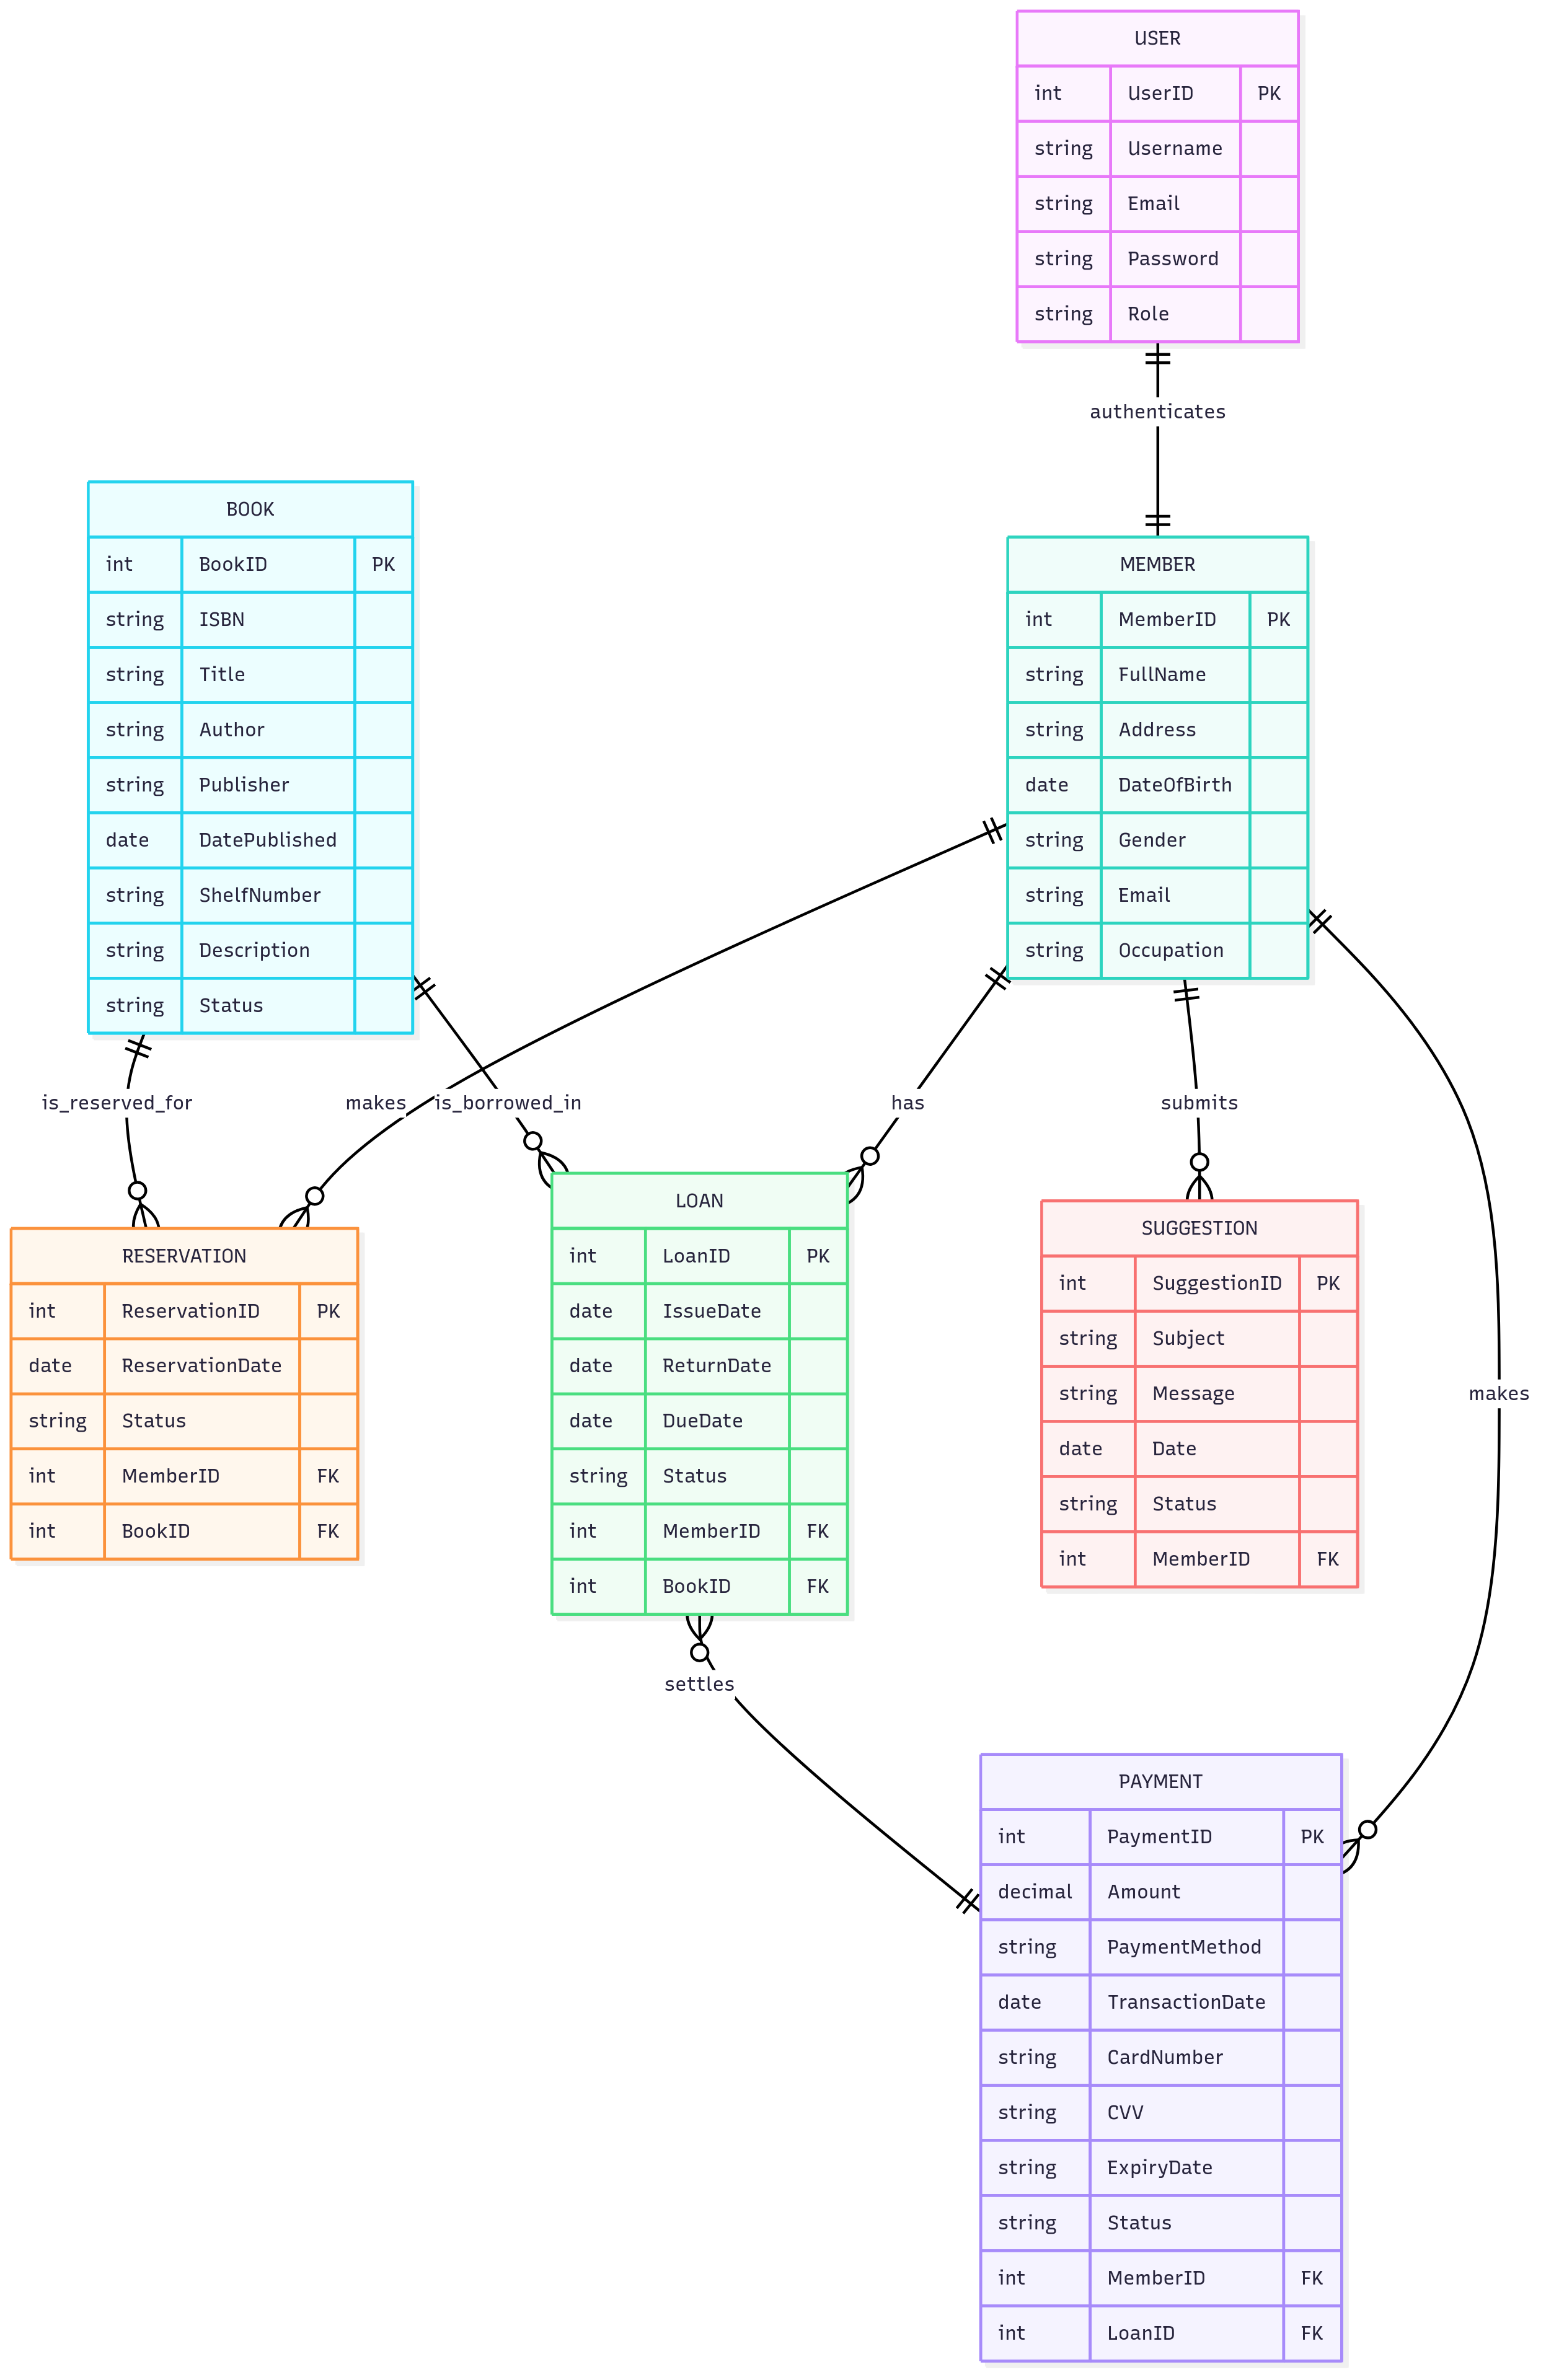 USER
int UserID PK
string Username
string Email
string Password
string Role
authenticates
BOOK
int BookID PK
string ISBN
string Title
string Author
string Publisher
date DatePublished
string ShelfNumber
string Description
string Status
MEMBER
int MemberID PK
string FullName
string Address
date DateOfBirth
string Gender
string Email
string Occupation
is_reserved_for
makes
is_borrowed_in
has
submits
makes
RESERVATION
int ReservationID PK
date ReservationDate
string Status
int MemberID FK
int BookID FK
LOAN
int LoanID PK
date IssueDate
date ReturnDate
date DueDate
string Status
int MemberID FK
int BookID FK
SUGGESTION
int SuggestionID PK
string Subject
string Message
date Date
string Status
int MemberID FK
settles
PAYMENT
int PaymentID PK
decimal Amount
string PaymentMethod
date TransactionDate
string CardNumber
string CVV
string ExpiryDate
string Status
int MemberID FK
int LoanID FK